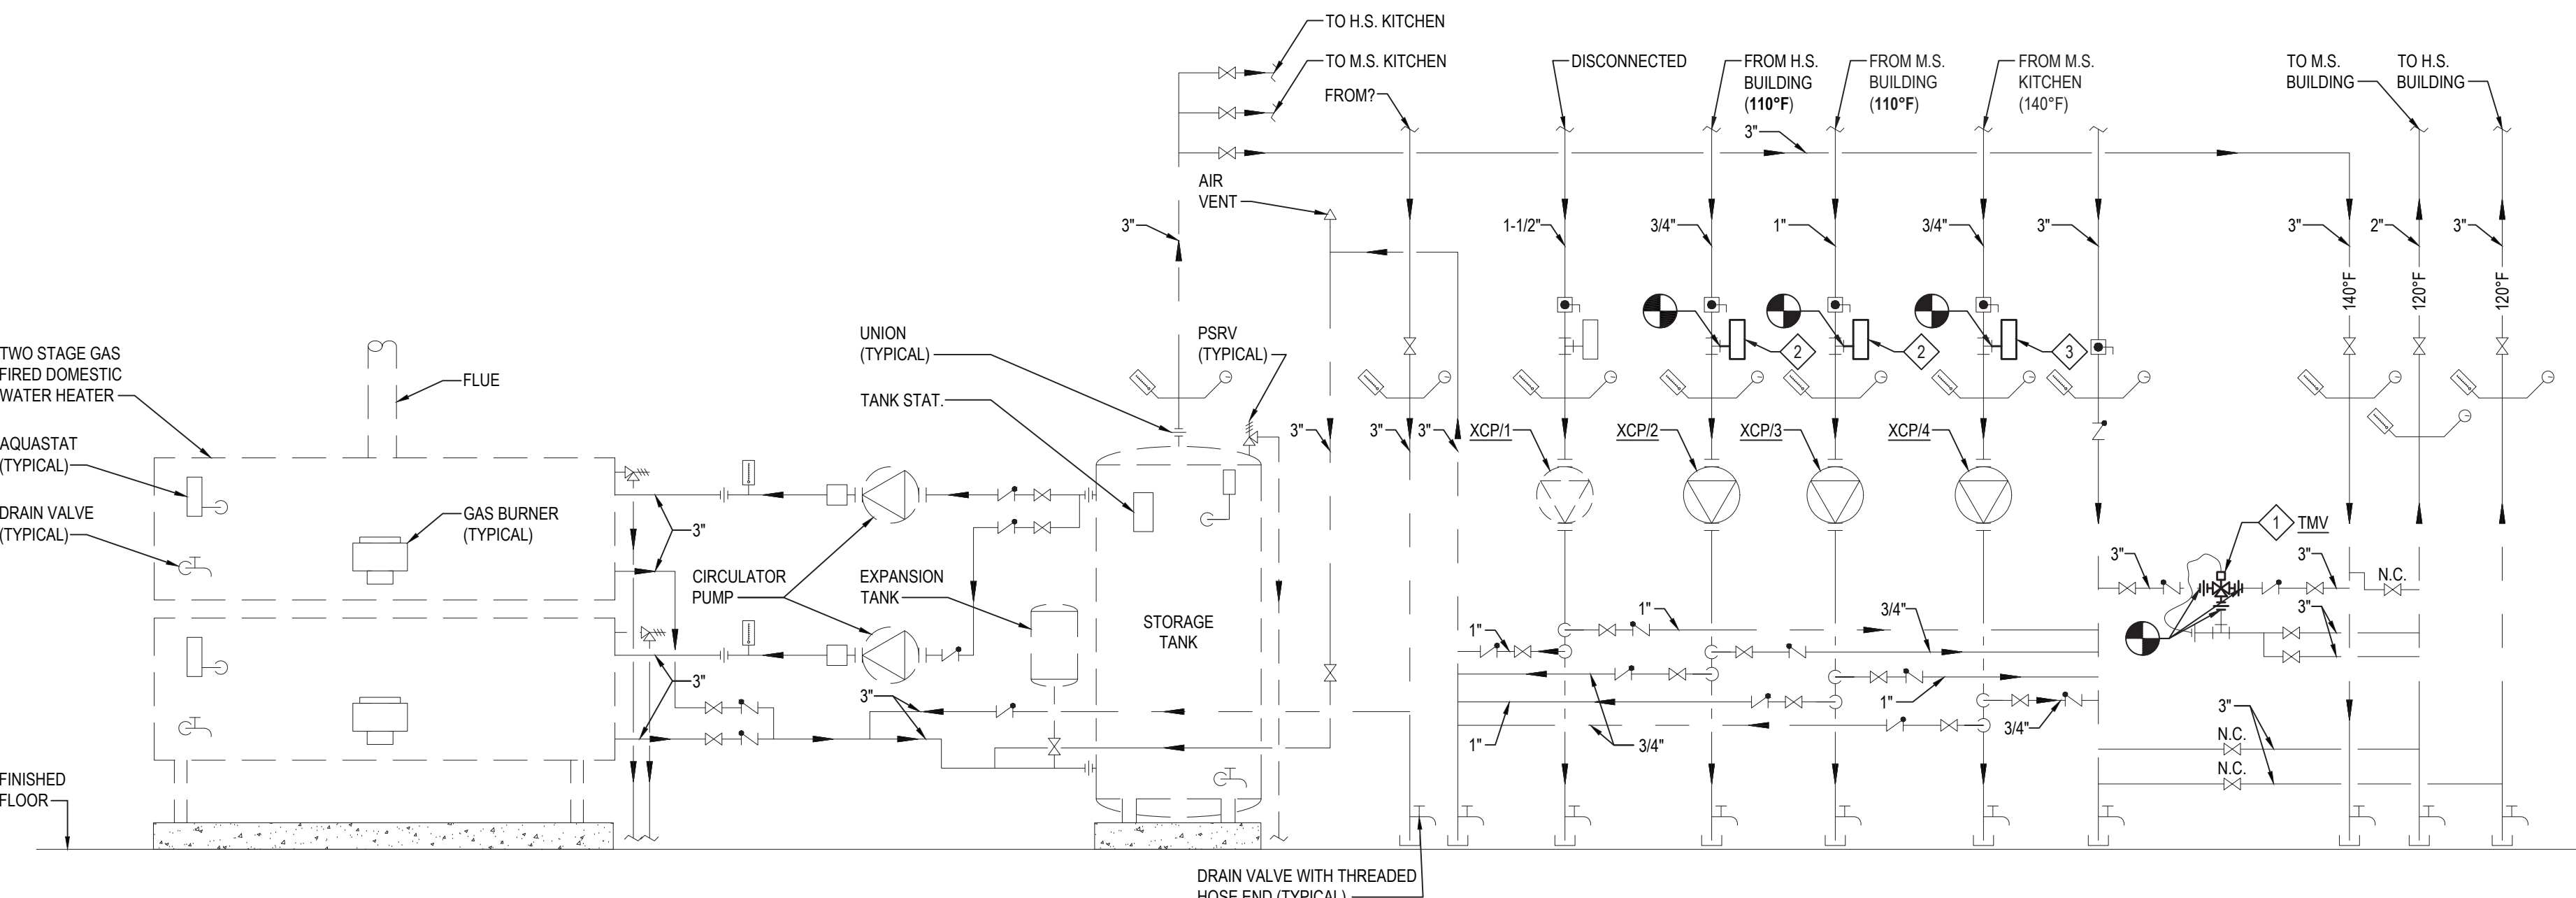 TO H.S. KITCHEN
TO M.S. KITCHEN
FROM?
DISCONNECTED
FROM H.S.
BUILDING
(110°F)
FROM M.S.
BUILDING
(110°F)
FROM M.S.
KITCHEN
(140°F)
TO M.S.
BUILDING
TO H.S.
BUILDING
3"
AIR
VENT
3"
1-1/2"
3/4"
1"
3/4"
3"
3"
2"
3"
140°F
120°F
120°F
TWO STAGE GAS
FIRED DOMESTIC
WATER HEATER
FLUE
UNION
(TYPICAL)
PSRV
(TYPICAL)
2
2
3
AQUASTAT
(TYPICAL)
TANK STAT.
3"
3"
3"
XCP/1
XCP/2
XCP/3
XCP/4
DRAIN VALVE
(TYPICAL)
GAS BURNER
(TYPICAL)
3"
1
TMV
CIRCULATOR
PUMP
EXPANSION
TANK
STORAGE
TANK
3"
3"
N.C.
3"
1"
1"
3/4"
3"
3"
1"
3/4"
1"
3/4"
3"
N.C.
N.C.
FINISHED
FLOOR
DRAIN VALVE WITH THREADED
HOSE END (TYPICAL)